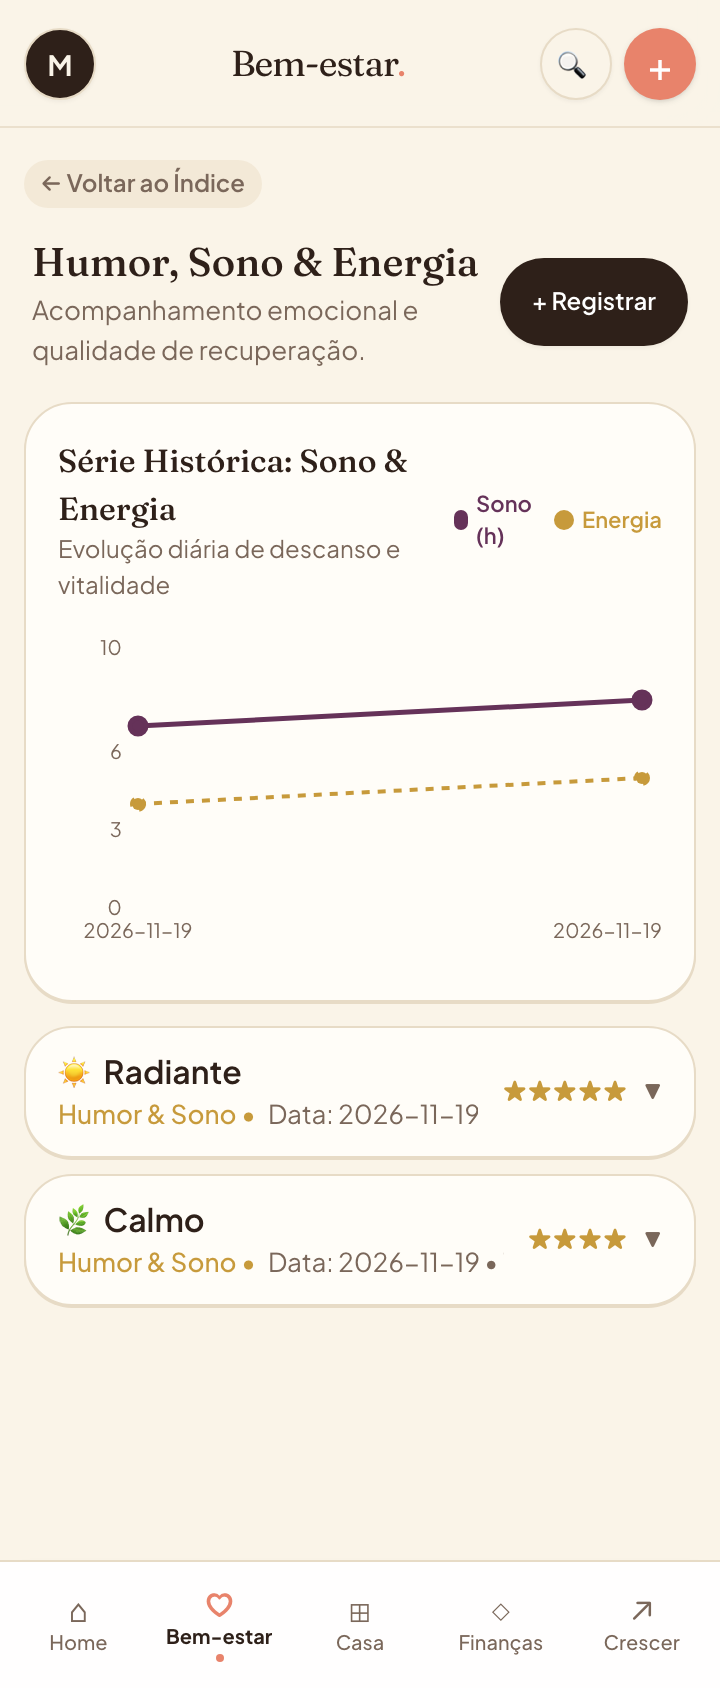 M
Bem-estar.
+
← Voltar ao Índice
Humor, Sono & Energia
Acompanhamento emocional e
qualidade de recuperação.
+ Registrar
Série Histórica: Sono &
Energia
Evolução diária de descanso e
vitalidade
Sono
(h)
Energia
10
6
3
0
2026-11-19
2026-11-19
Radiante
Humor & Sono • Data: 2026-11-19
★★★★★ ▼
Calmo
Humor & Sono • Data: 2026-11-19 •
★★★★ ▼
Home
Bem-estar
Casa
Finanças
Crescer